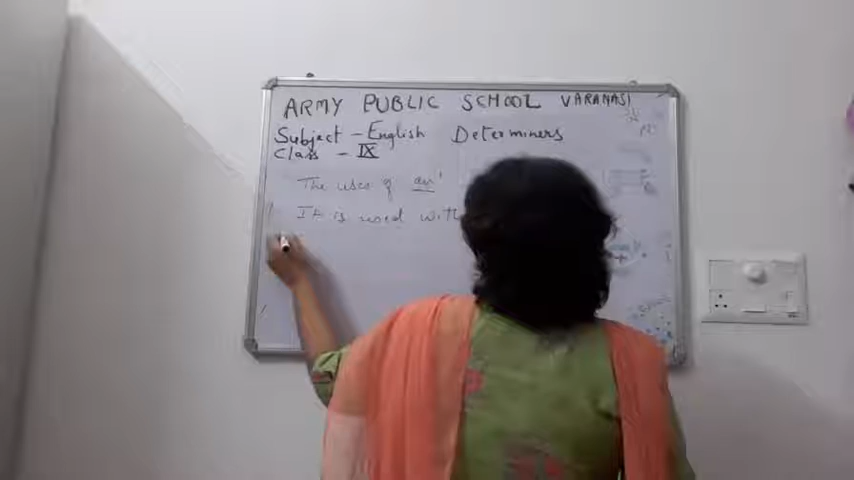 ARMY PUBLIC SCHOOL VARANASI
Subject - English Determiners
Class - IX
The uses of an'
It is used with